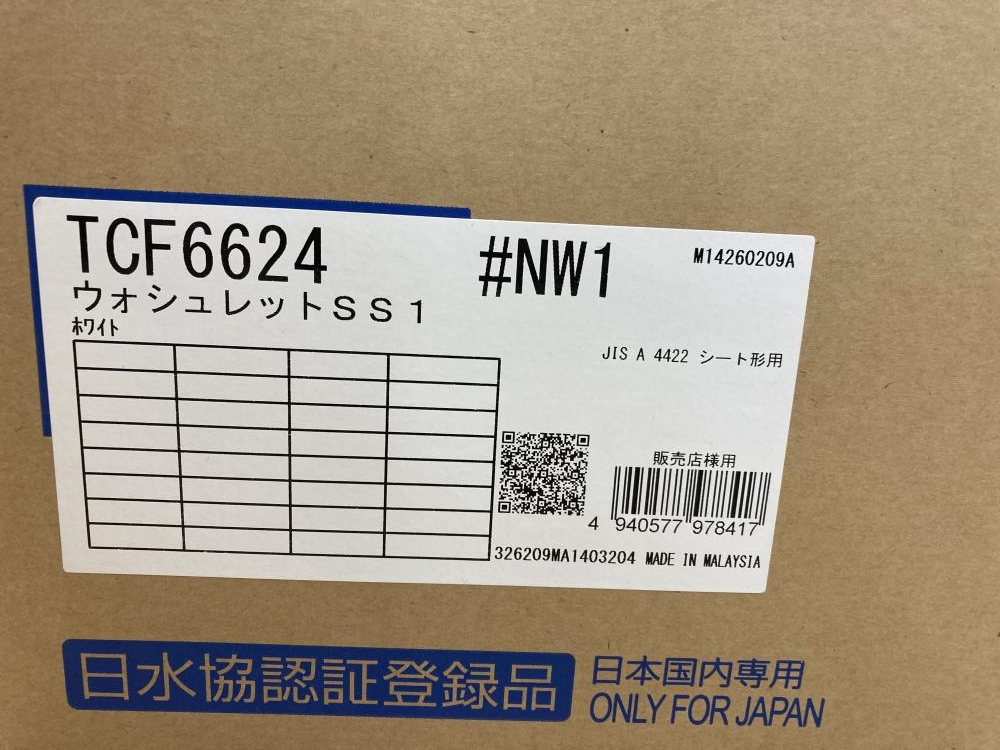 TCF6624 #NW1 M14260209A
ウォシュレットSS1
ホワイト
JIS A 4422 シート形用
販売店様用
4 940577 978417
326209MA1403204 MADE IN MALAYSIA
日水協認証登録品
日本国内専用
ONLY FOR JAPAN